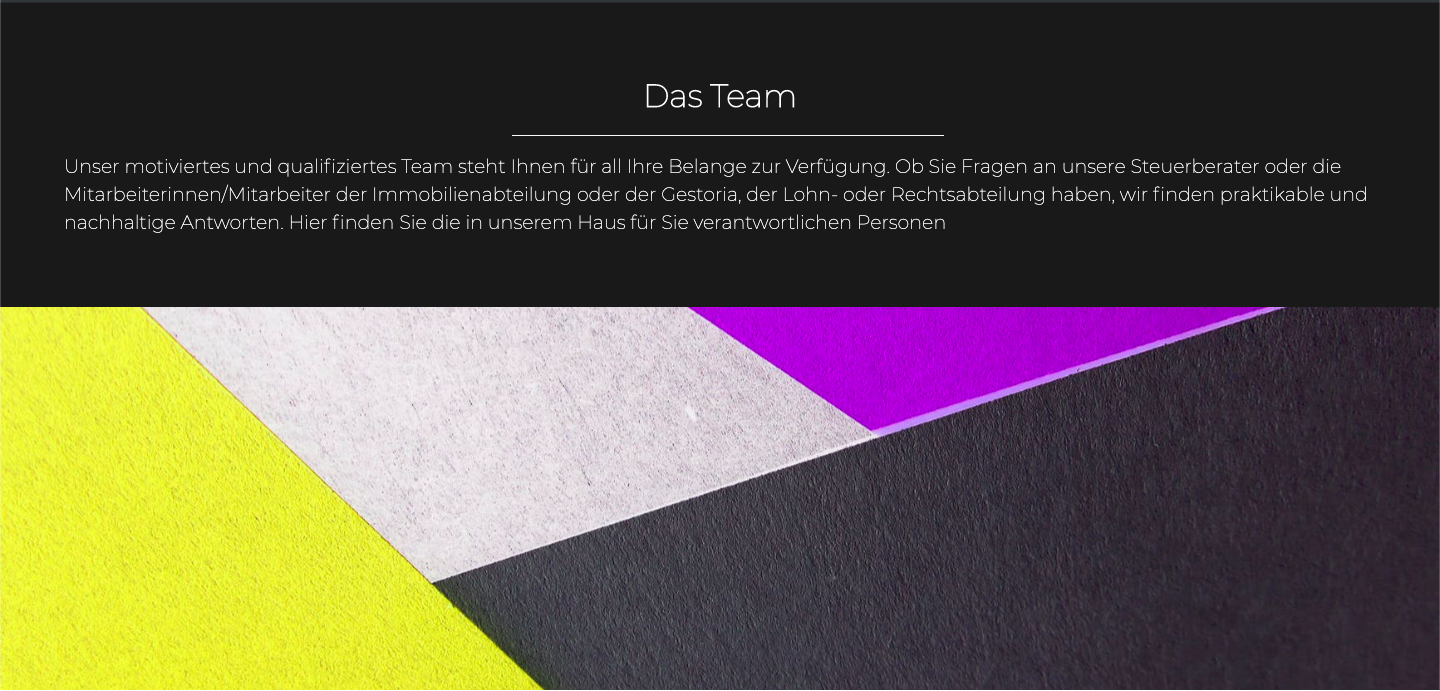 Das Team
Unser motiviertes und qualifiziertes Team steht Ihnen für all Ihre Belange zur Verfügung. Ob Sie Fragen an unsere Steuerberater oder die
Mitarbeiterinnen/Mitarbeiter der Immobilienabteilung oder der Gestoria, der Lohn- oder Rechtsabteilung haben, wir finden praktikable und
nachhaltige Antworten. Hier finden Sie die in unserem Haus für Sie verantwortlichen Personen